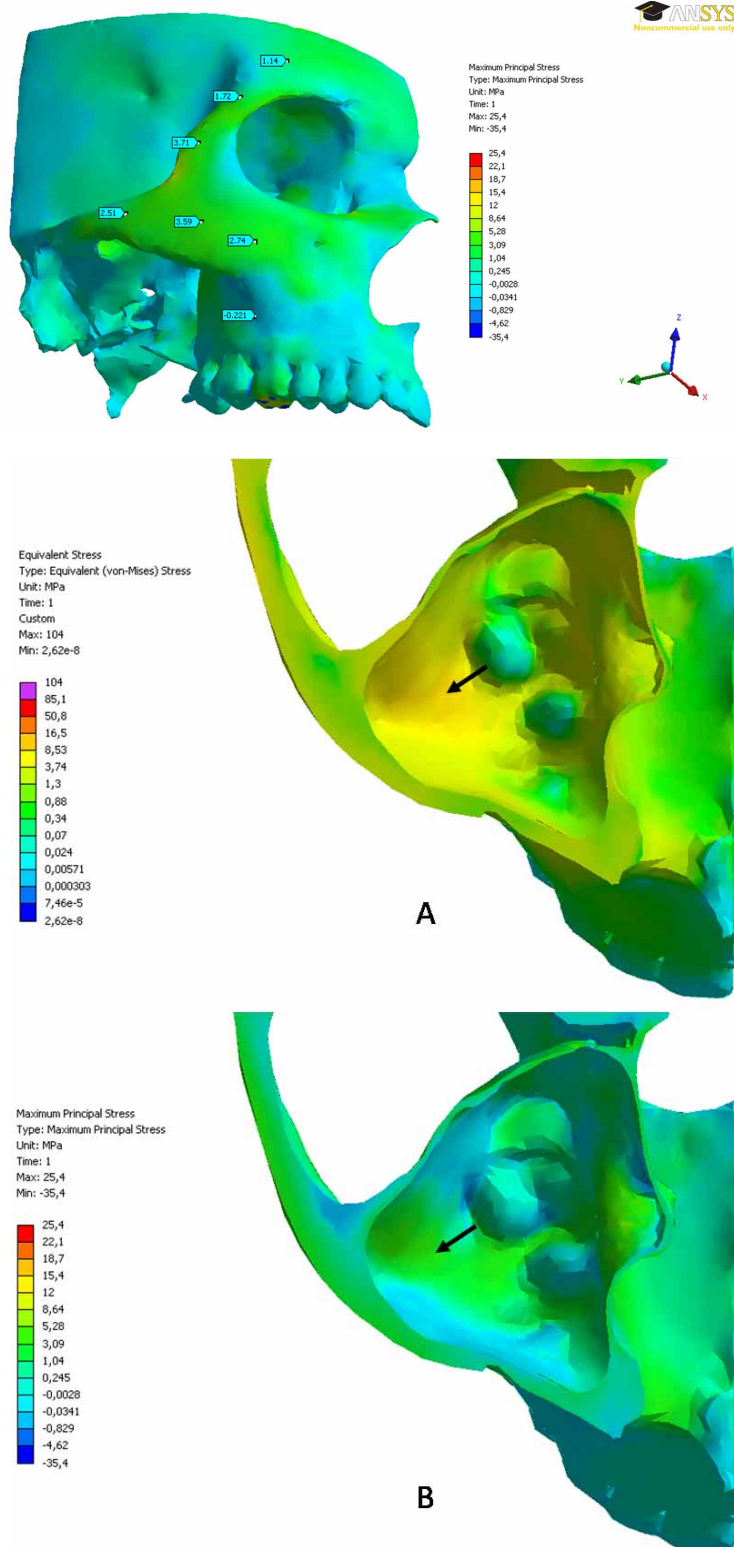 ANSYS
Noncommercial use only
1.14
1.72
3.71
2.51
3.59
2.74
-0.221
Maximum Principal Stress
Type: Maximum Principal Stress
Unit: MPa
Time: 1
Max: 25,4
Min: -35,4
25,4
22,1
18,7
15,4
12
8,64
5,28
3,09
1,04
0,245
-0,0028
-0,0341
-0,829
-4,62
-35,4
Z
Y
X
Equivalent Stress
Type: Equivalent (von-Mises) Stress
Unit: MPa
Time: 1
Custom
Max: 104
Min: 2,62e-8
104
85,1
50,8
16,5
8,53
3,74
1,3
0,88
0,34
0,07
0,024
0,00571
0,000303
7,46e-5
2,62e-8
A
Maximum Principal Stress
Type: Maximum Principal Stress
Unit: MPa
Time: 1
Max: 25,4
Min: -35,4
25,4
22,1
18,7
15,4
12
8,64
5,28
3,09
1,04
0,245
-0,0028
-0,0341
-0,829
-4,62
-35,4
B